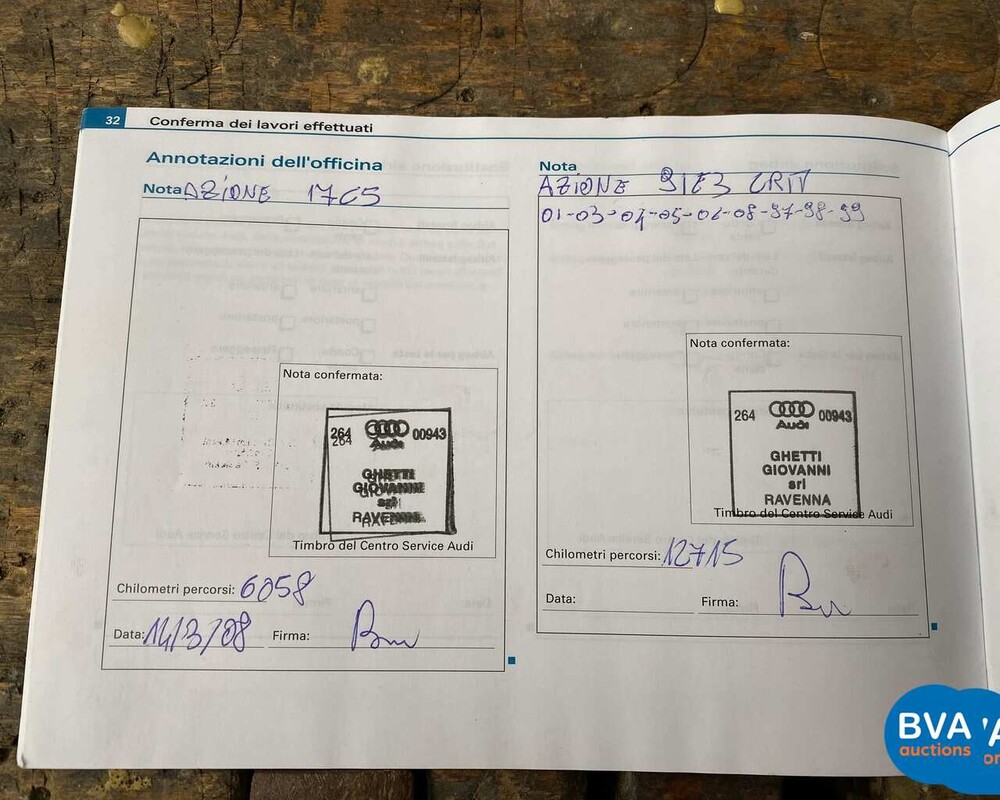 32 Conferma dei lavori effettuati
Annotazioni dell'officina
Nota AZIONE 17C5
Nota confermata:
264 Audi 00943
GHETTI
GIOVANNI
srl
RAVENNA
Timbro del Centro Service Audi
Chilometri percorsi: 6058
Data: 14/3/08 Firma:
Nota
AZIONE 91E3 CRIT
01-03-04-05-06-08-97-98-99
Nota confermata:
264 Audi 00943
GHETTI
GIOVANNI
srl
RAVENNA
Timbro del Centro Service Audi
Chilometri percorsi: 12715
Data: Firma:
BVA
auctions